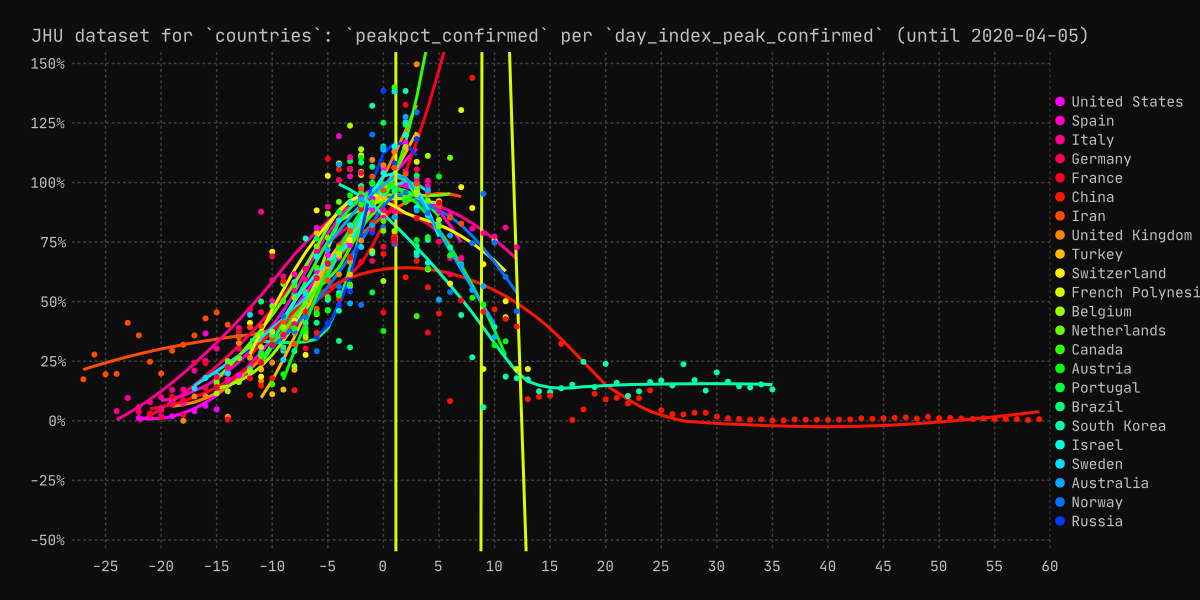 JHU dataset for `countries`: `peakpct_confirmed` per `day_index_peak_confirmed` (until 2020-04-05)
150%
125%
100%
75%
50%
25%
0%
-25%
-50%
-25 -20 -15 -10 -5 0 5 10 15 20 25 30 35 40 45 50 55 60
United States
Spain
Italy
Germany
France
China
Iran
United Kingdom
Turkey
Switzerland
French Polynesi
Belgium
Netherlands
Canada
Austria
Portugal
Brazil
South Korea
Israel
Sweden
Australia
Norway
Russia